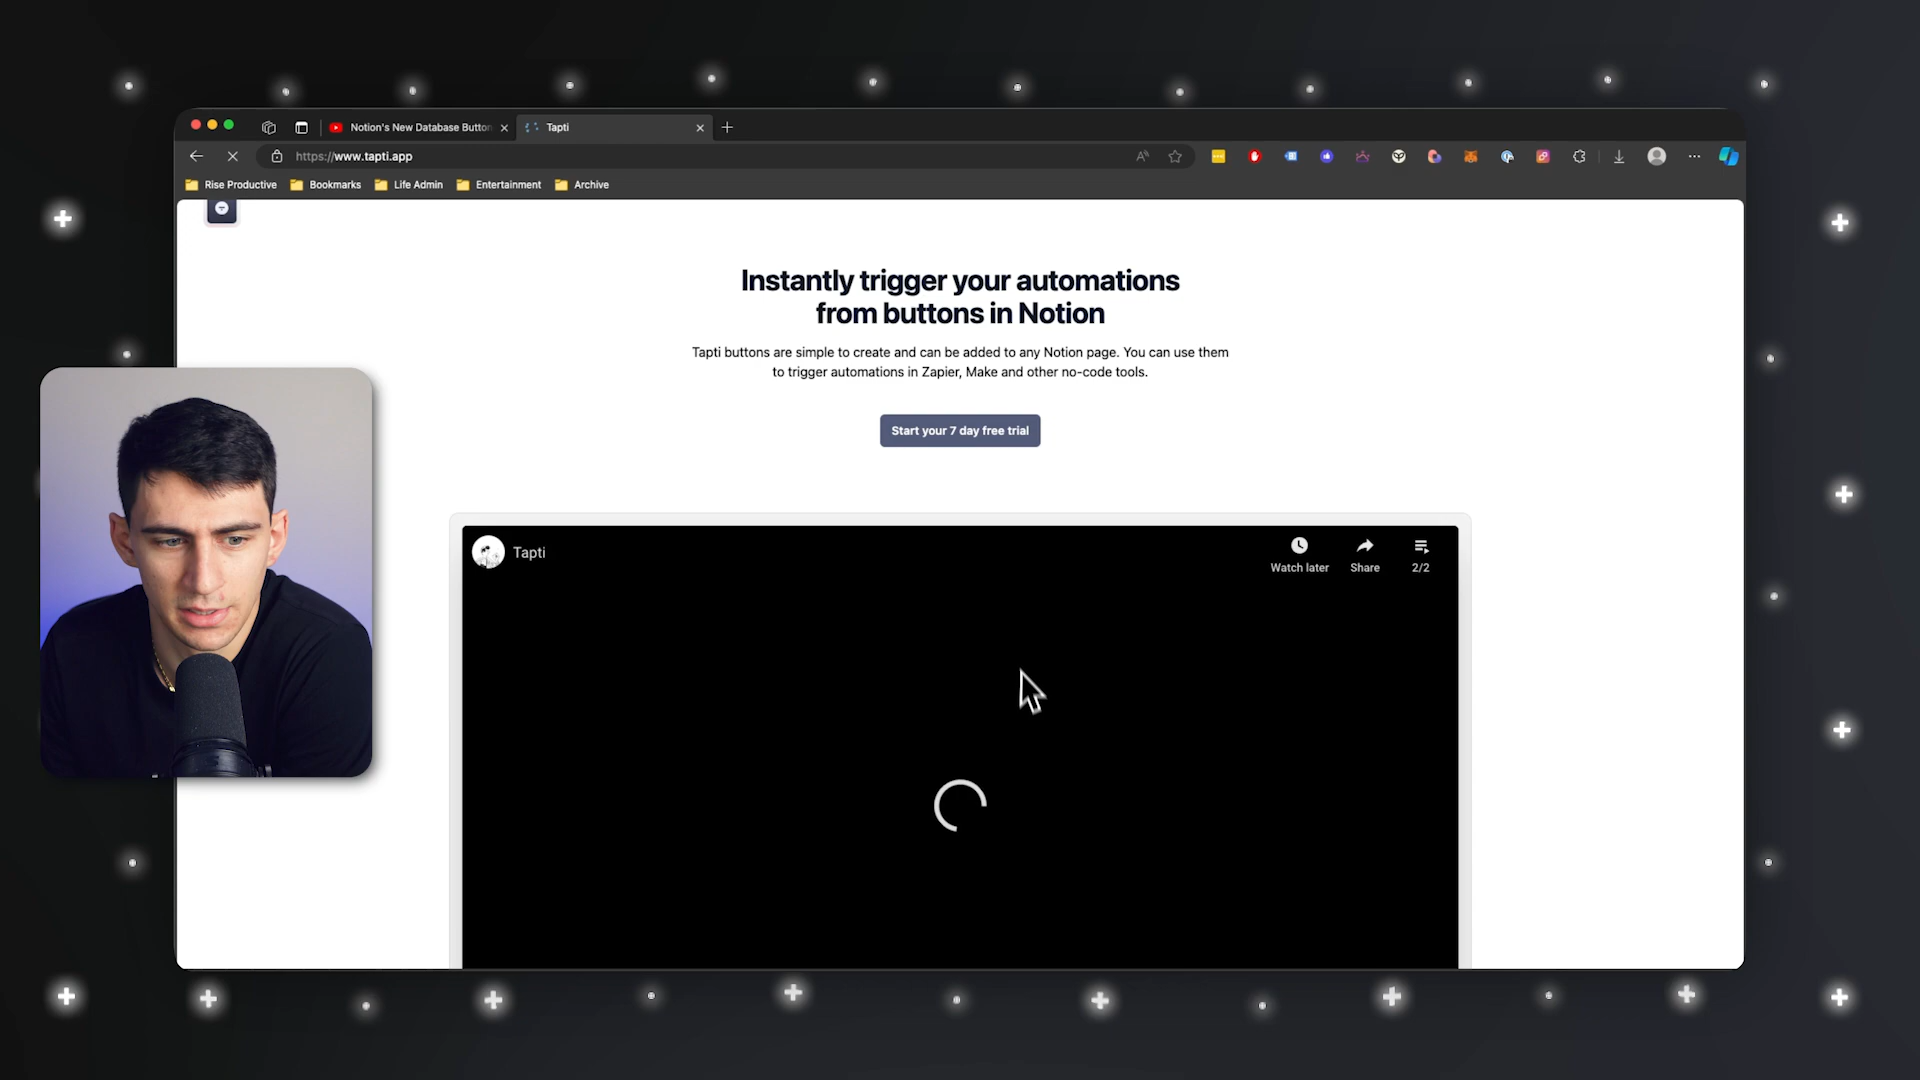 Notion's New Database Button
Tapti
https://www.tapti.app
Rise Productive
Bookmarks
Life Admin
Entertainment
Archive
Instantly trigger your automations
from buttons in Notion
Tapti buttons are simple to create and can be added to any Notion page. You can use them
to trigger automations in Zapier, Make and other no-code tools.
Start your 7 day free trial
Tapti
Watch later
Share
2/2